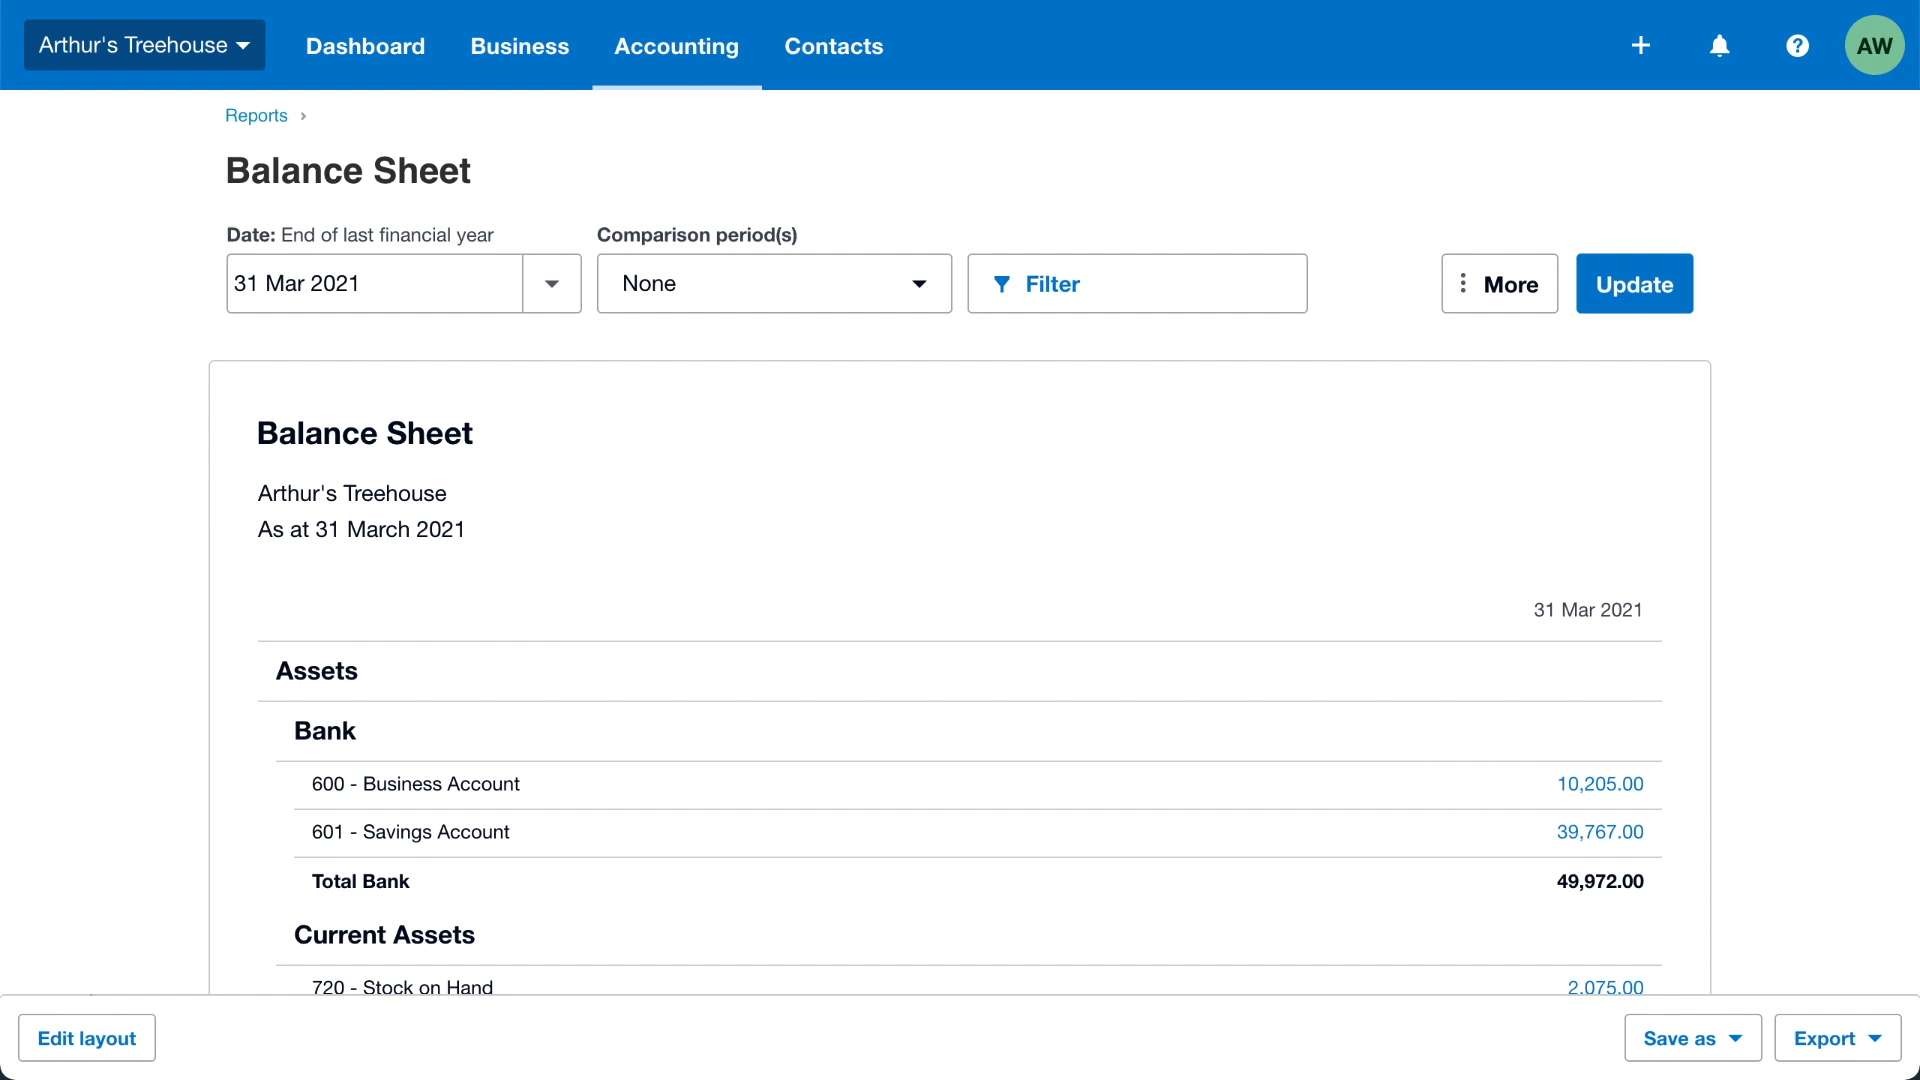 Arthur's Treehouse Dashboard Business Accounting Contacts AW
Reports
Balance Sheet
Date: End of last financial year Comparison period(s)
31 Mar 2021 None Filter More Update
Balance Sheet
Arthur's Treehouse
As at 31 March 2021
31 Mar 2021
Assets
Bank
600 - Business Account 10,205.00
601 - Savings Account 39,767.00
Total Bank 49,972.00
Current Assets
720 - Stock on Hand 2,075.00
Edit layout Save as Export